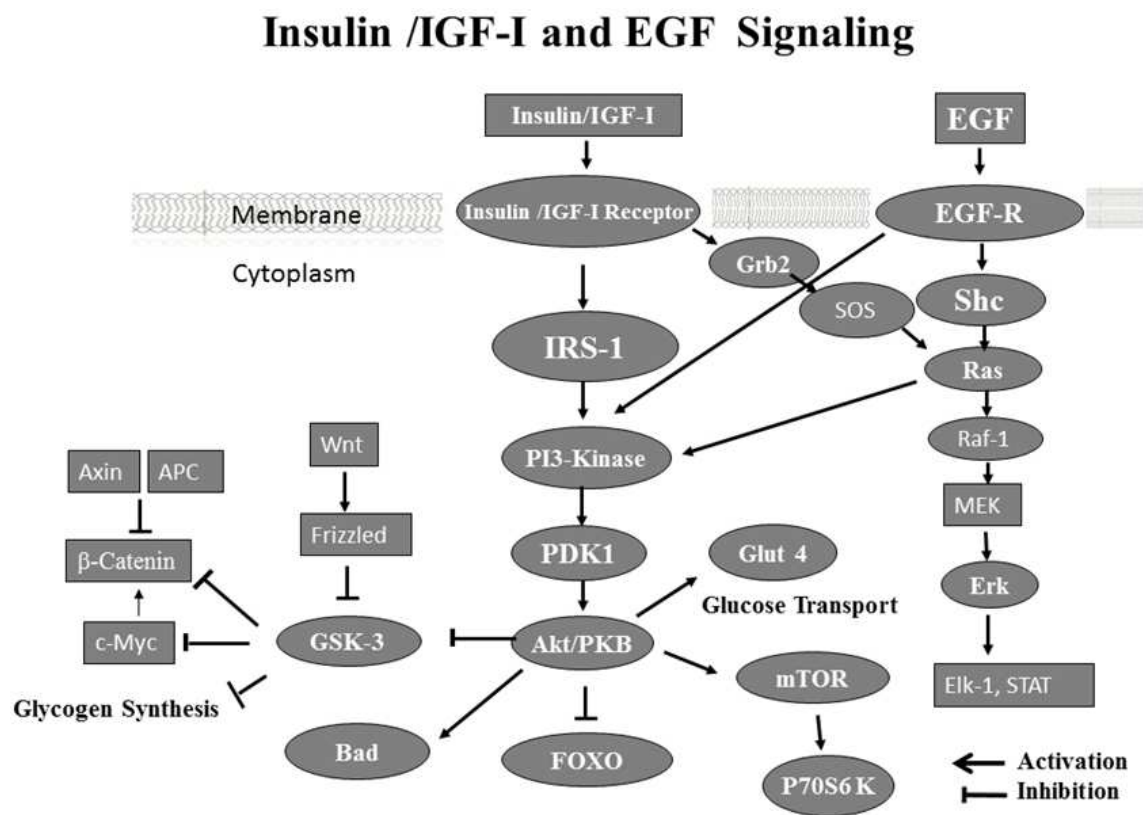 Insulin /IGF-I and EGF Signaling
Insulin/IGF-I
EGF
Membrane
Insulin /IGF-I Receptor
EGF-R
Cytoplasm
Grb2
SOS
Shc
IRS-1
Ras
Wnt
PI3-Kinase
Raf-1
Axin
APC
MEK
Frizzled
β-Catenin
PDK1
Glut 4
Erk
Glucose Transport
c-Myc
GSK-3
Akt/PKB
mTOR
Elk-1, STAT
Glycogen Synthesis
Bad
FOXO
P70S6 K
Activation
Inhibition